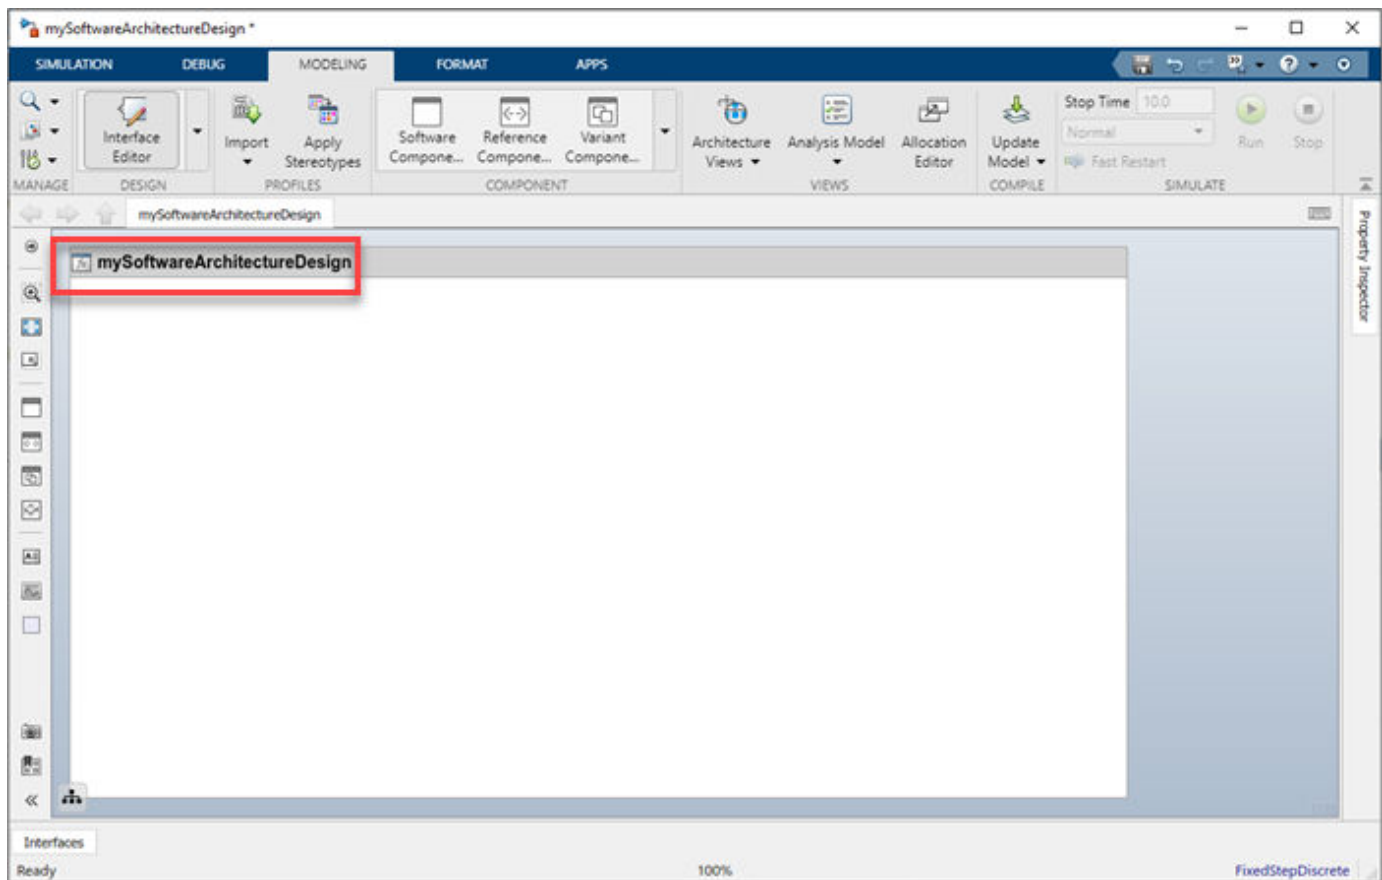 mySoftwareArchitectureDesign *
SIMULATION DEBUG MODELING FORMAT APPS
Stop Time 10.0
Interface Editor
Import
Apply Stereotypes
Software Compone...
Reference Compone...
Variant Compone...
Architecture Views
Analysis Model
Allocation Editor
Update Model
Normal
Fast Restart
Run
Stop
MANAGE DESIGN PROFILES COMPONENT VIEWS COMPILE SIMULATE
mySoftwareArchitectureDesign
Property Inspector
mySoftwareArchitectureDesign
Interfaces
Ready 100% FixedStepDiscrete